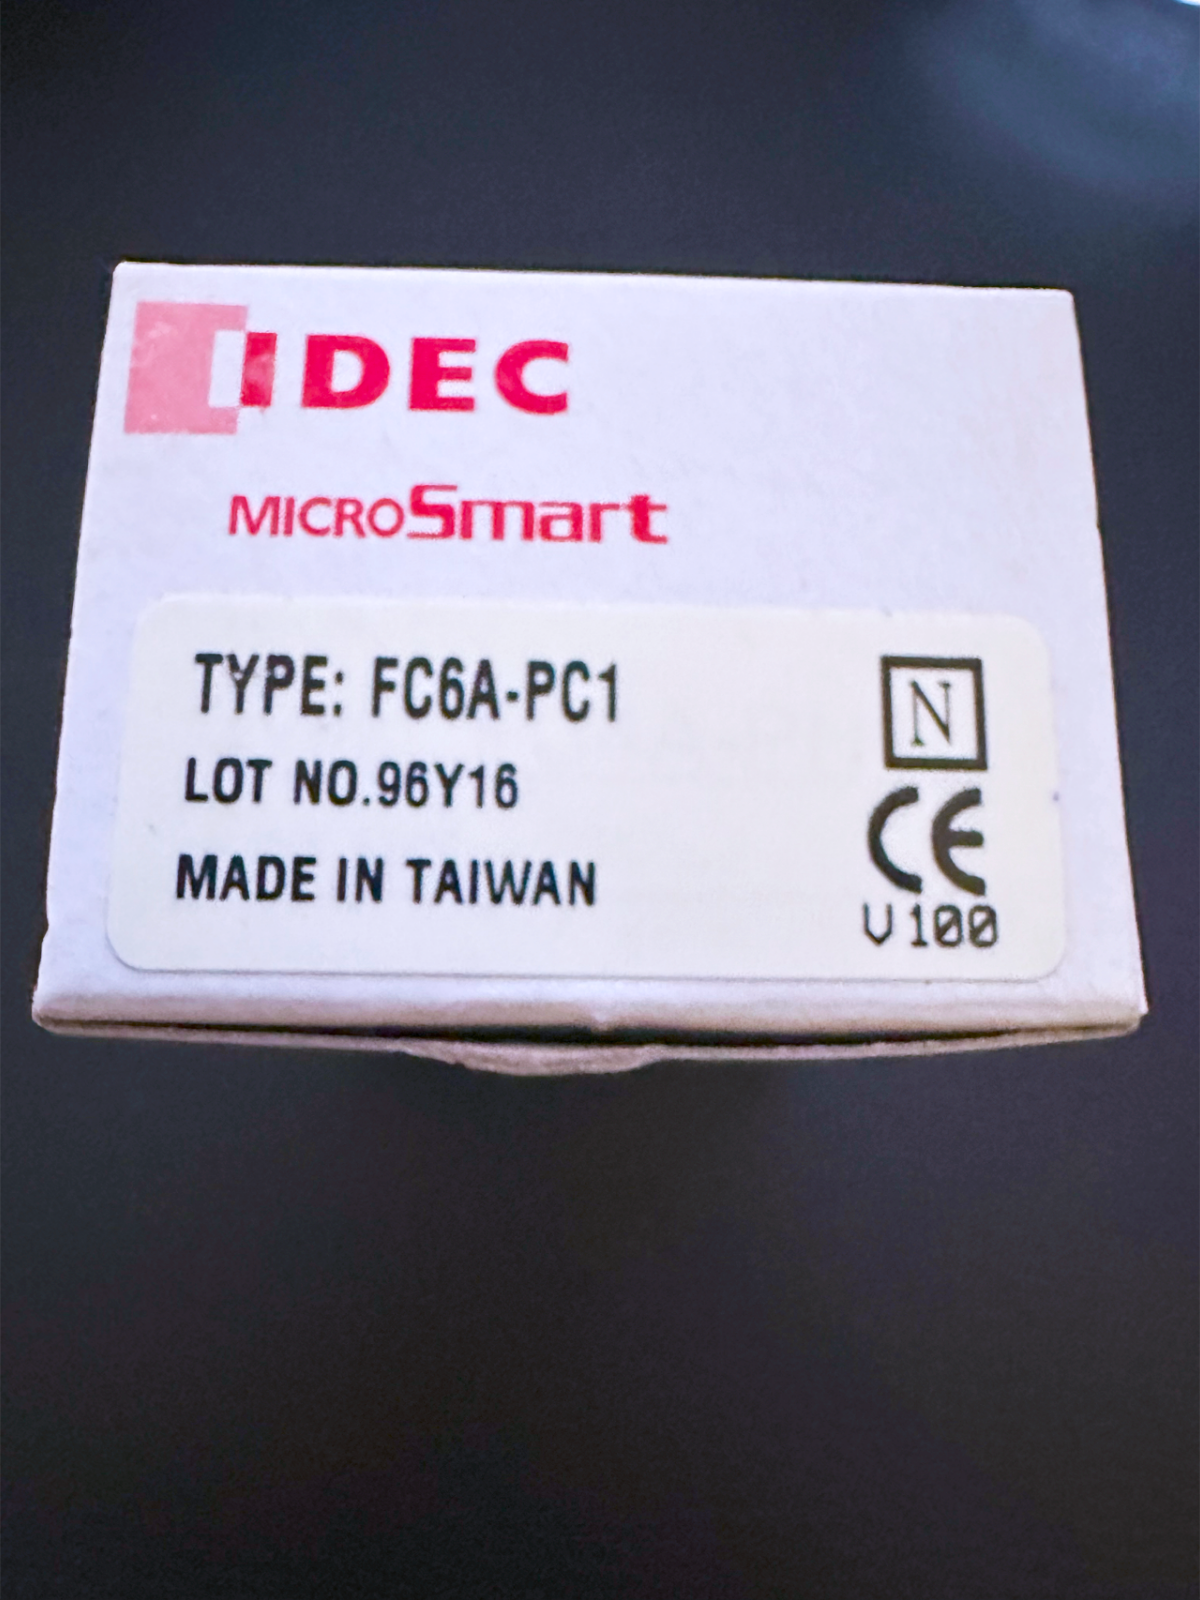 IDEC
MICROSmart
TYPE: FC6A-PC1
LOT NO.96Y16
MADE IN TAIWAN
N
CE
V100